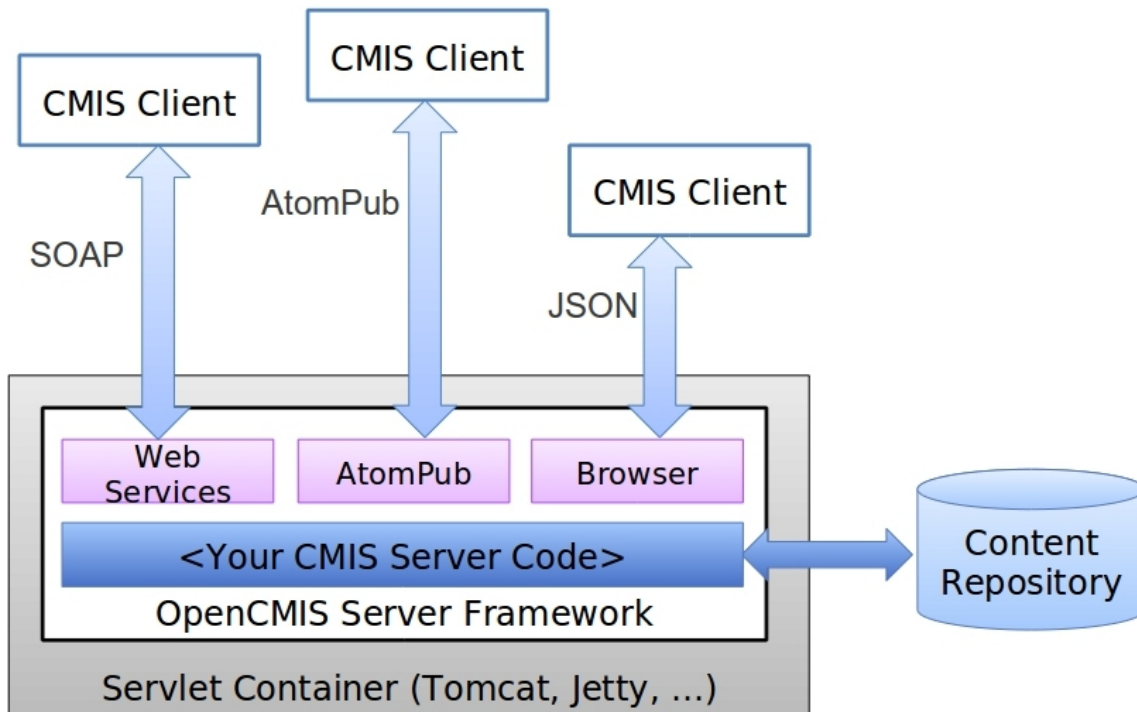 CMIS Client
CMIS Client
CMIS Client
AtomPub
SOAP
JSON
Web
Services
AtomPub
Browser
<Your CMIS Server Code>
OpenCMIS Server Framework
Servlet Container (Tomcat, Jetty, ...)
Content
Repository